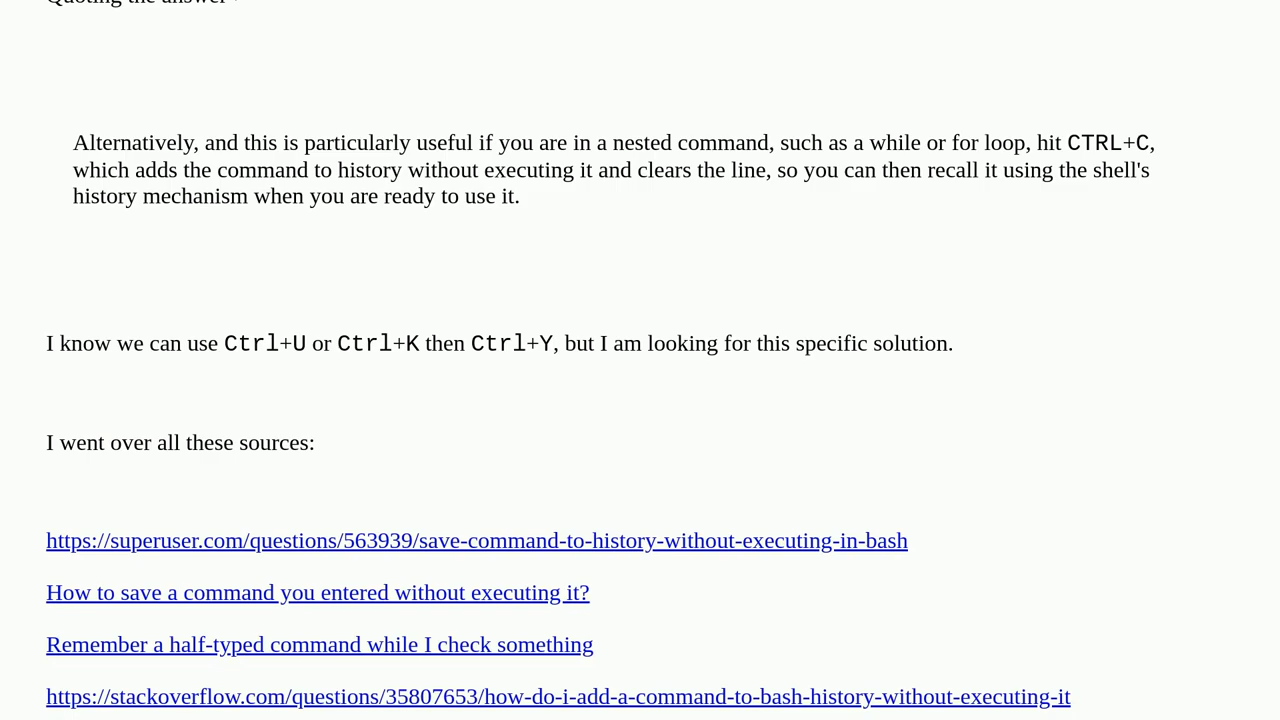 Quoting the answer
Alternatively, and this is particularly useful if you are in a nested command, such as a while or for loop, hit CTRL+C,
which adds the command to history without executing it and clears the line, so you can then recall it using the shell's
history mechanism when you are ready to use it.
I know we can use Ctrl+U or Ctrl+K then Ctrl+Y, but I am looking for this specific solution.
I went over all these sources:
https://superuser.com/questions/563939/save-command-to-history-without-executing-in-bash
How to save a command you entered without executing it?
Remember a half-typed command while I check something
https://stackoverflow.com/questions/35807653/how-do-i-add-a-command-to-bash-history-without-executing-it